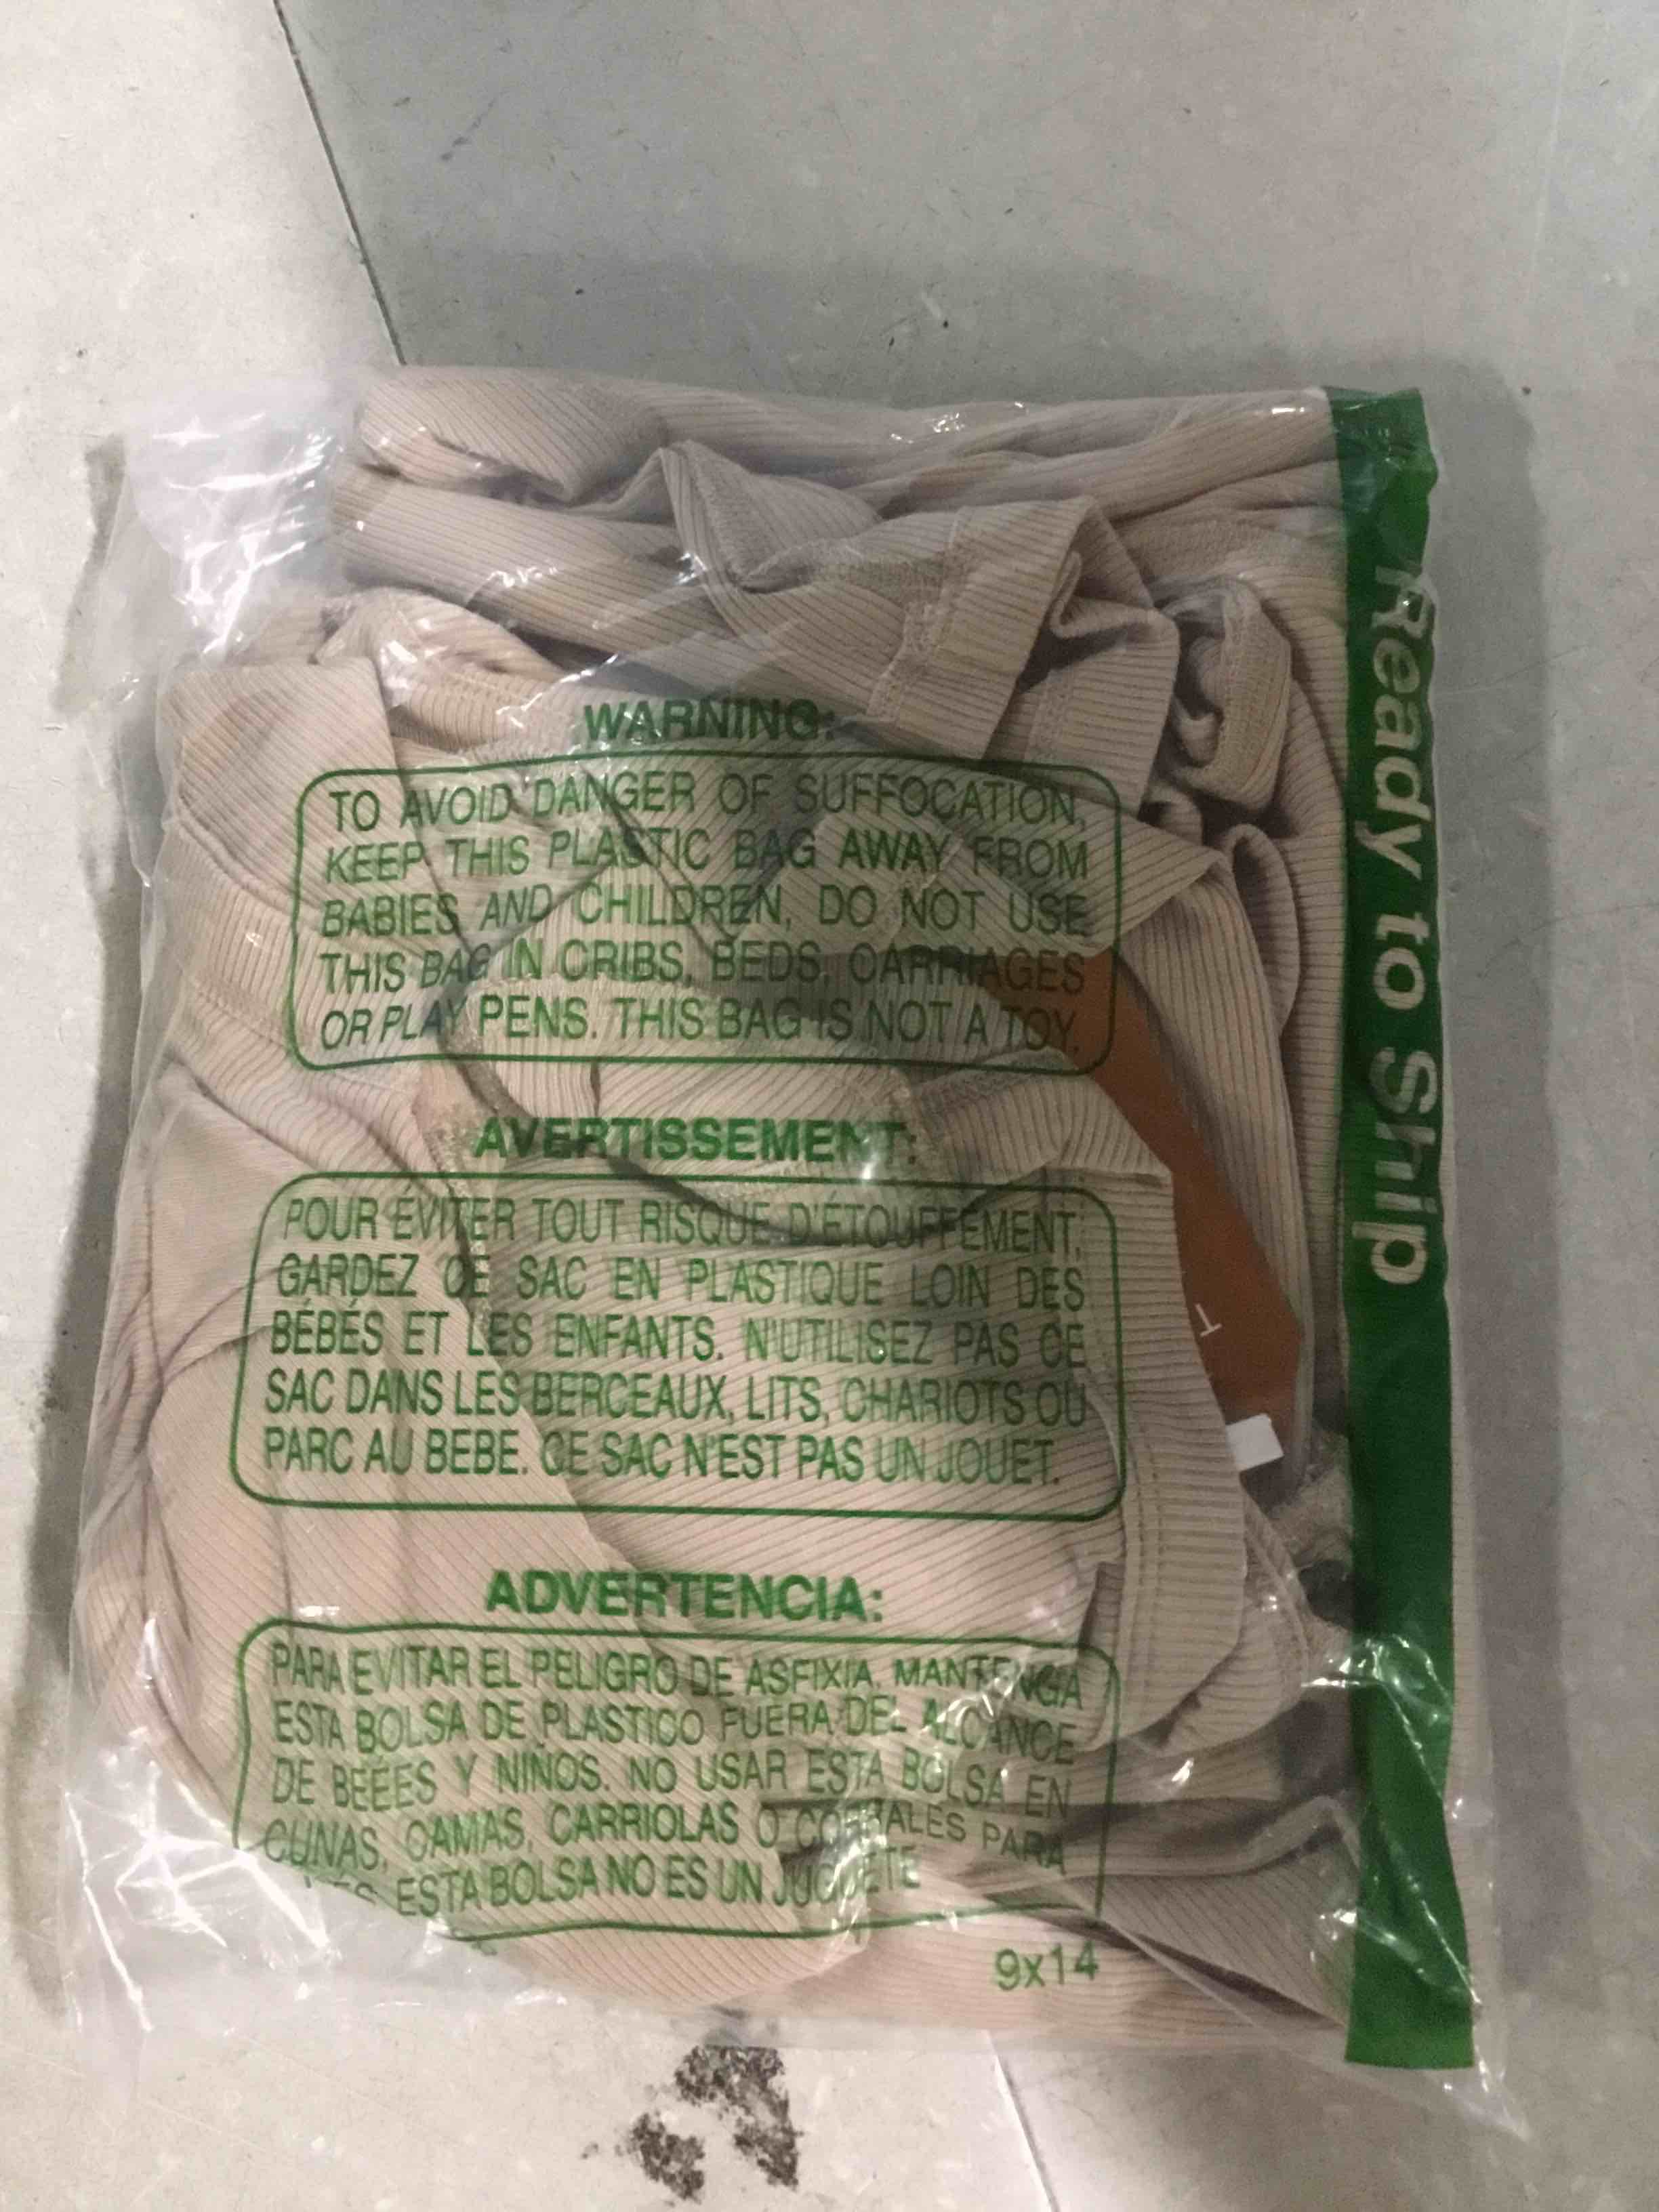 WARNING:
TO AVOID DANGER OF SUFFOCATION,
KEEP THIS PLASTIC BAG AWAY FROM
BABIES AND CHILDREN, DO NOT USE
THIS BAG IN CRIBS, BEDS, CARRIAGES
OR PLAY PENS. THIS BAG IS NOT A TOY.
AVERTISSEMENT:
POUR ÉVITER TOUT RISQUE D'ÉTOUFFEMENT,
GARDEZ CE SAC EN PLASTIQUE LOIN DES
BÉBÉS ET LES ENFANTS. N'UTILISEZ PAS CE
SAC DANS LES BERCEAUX, LITS, CHARIOTS OU
PARC AU BEBE. CE SAC N'EST PAS UN JOUET.
ADVERTENCIA:
PARA EVITAR EL PELIGRO DE ASFIXIA, MANTENGA
ESTA BOLSA DE PLASTICO FUERA DEL ALCANCE
DE BEEES Y NIÑOS. NO USAR ESTA BOLSA EN
CUNAS, CAMAS, CARRIOLAS O CORRALES PARA
ESTA BOLSA NO ES UN JUGUETE
9x14
Ready to Ship